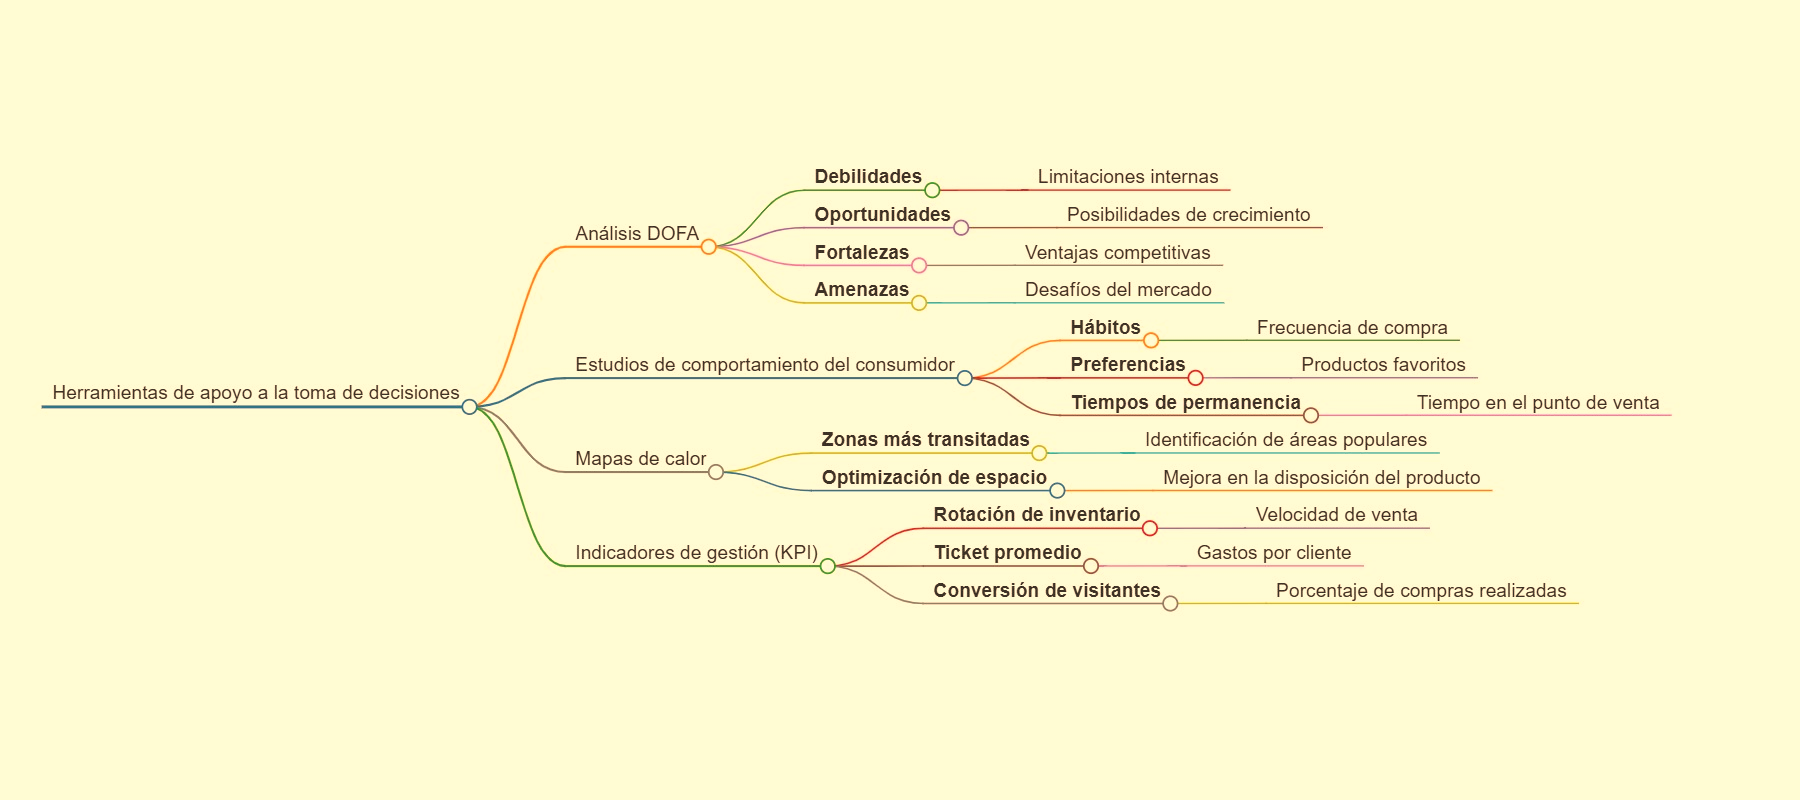 Herramientas de apoyo a la toma de decisiones
Análisis DOFA
Debilidades
Limitaciones internas
Oportunidades
Posibilidades de crecimiento
Fortalezas
Ventajas competitivas
Amenazas
Desafíos del mercado
Estudios de comportamiento del consumidor
Hábitos
Frecuencia de compra
Preferencias
Productos favoritos
Tiempos de permanencia
Tiempo en el punto de venta
Mapas de calor
Zonas más transitadas
Identificación de áreas populares
Optimización de espacio
Mejora en la disposición del producto
Indicadores de gestión (KPI)
Rotación de inventario
Velocidad de venta
Ticket promedio
Gastos por cliente
Conversión de visitantes
Porcentaje de compras realizadas